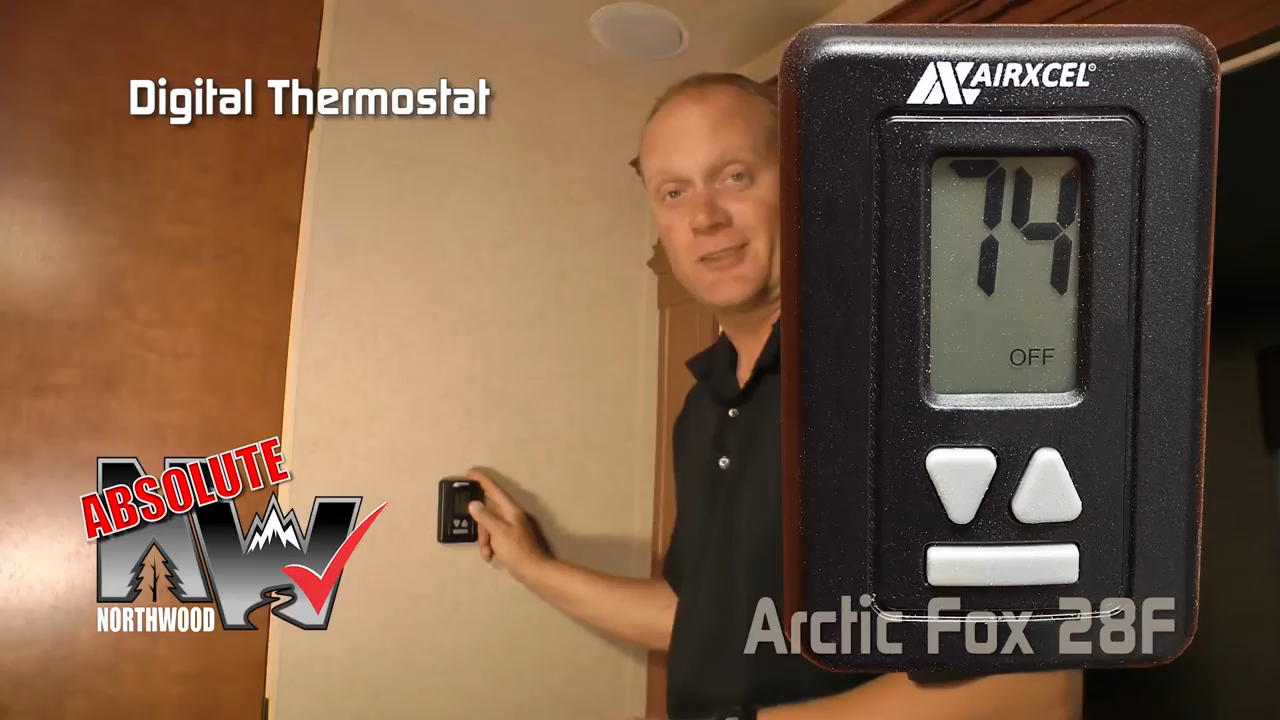 Digital Thermostat
AIRXCEL®
74
OFF
ABSOLUTE
NW
NORTHWOOD
Arctic Fox 28F